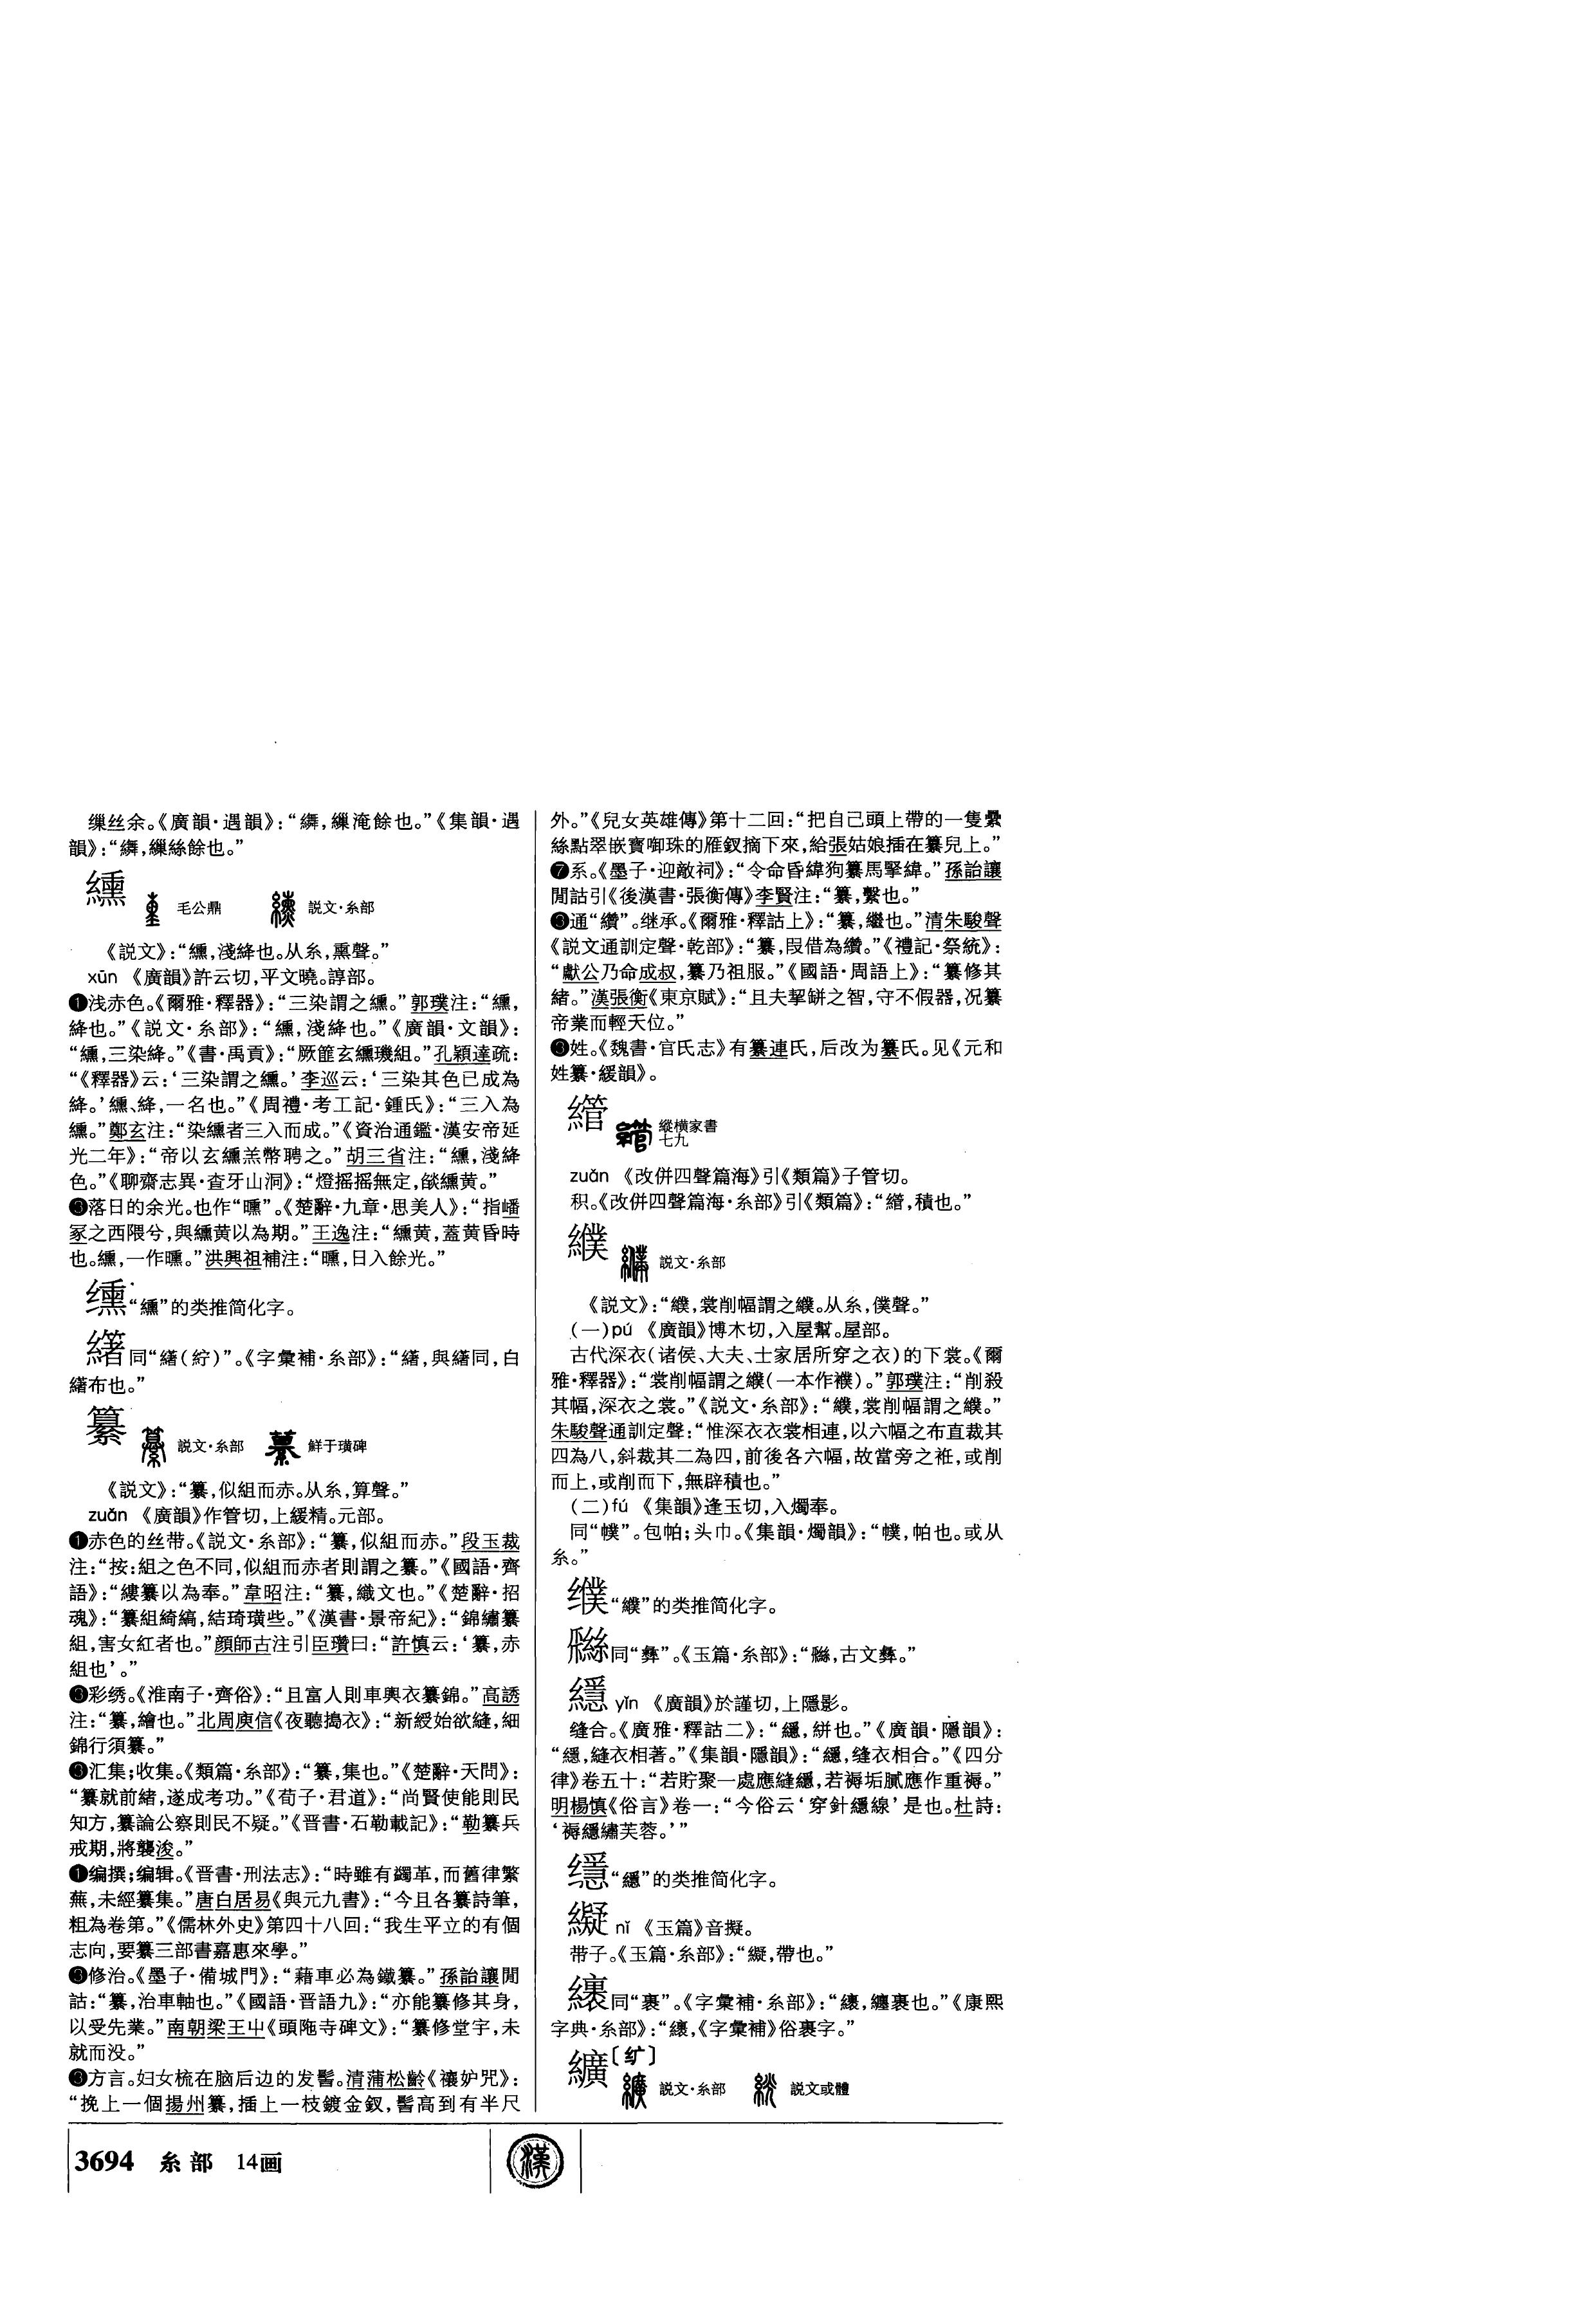 缫丝余。《廣韻·遇韻》：“繛，繅淹餘也。”《集韻·遇
韻》：“繛，繅絲餘也。”
纁 毛公鼎 説文·糸部
《説文》：“纁，淺絳也。从糸，熏聲。”
xūn 《廣韻》許云切，平文曉。諄部。
❶浅赤色。《爾雅·釋器》：“三染謂之纁。”郭璞注：“纁，
絳也。”《説文·糸部》：“纁，淺絳也。”《廣韻·文韻》：
“纁，三染絳。”《書·禹貢》：“厥篚玄纁璣組。”孔穎達疏：
“《釋器》云：‘三染謂之纁。’李巡云：‘三染其色已成為
絳。’纁、絳，一名也。”《周禮·考工記·鍾氏》：“三入為
纁。”鄭玄注：“染纁者三入而成。”《資治通鑑·漢安帝延
光二年》：“帝以玄纁羔幣聘之。”胡三省注：“纁，淺絳
色。”《聊齋志異·查牙山洞》：“燈摇摇無定，燄纁黄。”
❷落日的余光。也作“曛”。《楚辭·九章·思美人》：“指嶓
冢之西隈兮，與纁黄以為期。”王逸注：“纁黄，蓋黄昏時
也。纁，一作曛。”洪興祖補注：“曛，日入餘光。”
𫄸“纁”的类推简化字。
同“䌖（紵）”。《字彙補·糸部》：“，與䌖同，白
䌖布也。”
纂 説文·糸部 鮮于璜碑
《説文》：“纂，似組而赤。从糸，算聲。”
zuǎn 《廣韻》作管切，上緩精。元部。
❶赤色的丝带。《説文·糸部》：“纂，似組而赤。”段玉裁
注：“按：組之色不同，似組而赤者則謂之纂。”《國語·齊
語》：“縷纂以為奉。”韋昭注：“纂，織文也。”《楚辭·招
魂》：“纂組綺縞，結琦璜些。”《漢書·景帝紀》：“錦繡纂
組，害女紅者也。”顔師古注引臣瓚曰：“許慎云：‘纂，赤
組也’。”
❷彩绣。《淮南子·齊俗》：“且富人則車輿衣纂錦。”高誘
注：“纂，繪也。”北周庾信《夜聽搗衣》：“新綬始欲縫，細
錦行須纂。”
❸汇集；收集。《類篇·糸部》：“纂，集也。”《楚辭·天問》：
“纂就前緒，遂成考功。”《荀子·君道》：“尚賢使能則民
知方，纂論公察則民不疑。”《晋書·石勒載記》：“勒纂兵
戒期，將襲浚。”
❹编撰；编辑。《晋書·刑法志》：“時雖有蠲革，而舊律繁
蕪，未經纂集。”唐白居易《與元九書》：“今且各纂詩筆，
粗為卷第。”《儒林外史》第四十八回：“我生平立的有個
志向，要纂三部書嘉惠來學。”
❺修治。《墨子·備城門》：“藉車必為鐵纂。”孫詒讓閒
詁：“纂，治車軸也。”《國語·晋語九》：“亦能纂修其身，
以受先業。”南朝梁王屮《頭陁寺碑文》：“纂修堂宇，未
就而没。”
❻方言。妇女梳在脑后边的发髻。清蒲松齡《禳妒咒》：
“挽上一個揚州纂，插上一枝鍍金釵，髻高到有半尺
外。”《兒女英雄傳》第十二回：“把自己頭上帶的一隻纍
絲點翠嵌寶啣珠的雁釵摘下來，給張姑娘插在纂兒上。”
❼系。《墨子·迎敵祠》：“令命昏緯狗纂馬掔緯。”孫詒讓
閒詁引《後漢書·張衡傳》李賢注：“纂，繫也。”
❽通“纘”。继承。《爾雅·釋詁上》：“纂，繼也。”清朱駿聲
《説文通訓定聲·乾部》：“纂，叚借為纘。”《禮記·祭統》：
“獻公乃命成叔，纂乃祖服。”《國語·周語上》：“纂修其
緒。”漢張衡《東京賦》：“且夫挈缾之智，守不假器，况纂
帝業而輕天位。”
❾姓。《魏書·官氏志》有纂連氏，后改为纂氏。见《元和
姓纂·緩韻》。
縱横家書
七九
zuǎn 《改併四聲篇海》引《類篇》子管切。
积。《改併四聲篇海·糸部》引《類篇》：“，積也。”
纀 説文·糸部
《説文》：“纀，裳削幅謂之纀。从糸，僕聲。”
（一）pú 《廣韻》博木切，入屋幫。屋部。
古代深衣（诸侯、大夫、士家居所穿之衣）的下裳。《爾
雅·釋器》：“裳削幅謂之纀（一本作襆）。”郭璞注：“削殺
其幅，深衣之裳。”《説文·糸部》：“纀，裳削幅謂之纀。”
朱駿聲通訓定聲：“惟深衣衣裳相連，以六幅之布直裁其
四為八，斜裁其二為四，前後各六幅，故當旁之衽，或削
而上，或削而下，無辟積也。”
（二）fú 《集韻》逢玉切，入燭奉。
同“幞”。包帕；头巾。《集韻·燭韻》：“幞，帕也。或从
糸。”
“纀”的类推简化字。
同“彝”。《玉篇·糸部》：“，古文彝。”
繧 yǐn 《廣韻》於謹切，上隱影。
缝合。《廣雅·釋詁二》：“，絣也。”《廣韻·隱韻》：
“，縫衣相著。”《集韻·隱韻》：“，縫衣相合。”《四分
律》卷五十：“若貯聚一處應縫，若褥垢膩應作重褥。”
明楊慎《俗言》卷一：“今俗云‘穿針線’是也。杜詩：
‘褥繡芙蓉。’”
“”的类推简化字。
nǐ 《玉篇》音擬。
带子。《玉篇·糸部》：“，帶也。”
同“裹”。《字彙補·糸部》：“，纏裹也。”《康熙
字典·糸部》：“，《字彙補》俗裹字。”
纊〔纩〕 説文·糸部 説文或體
3694 糸部 14画
漢